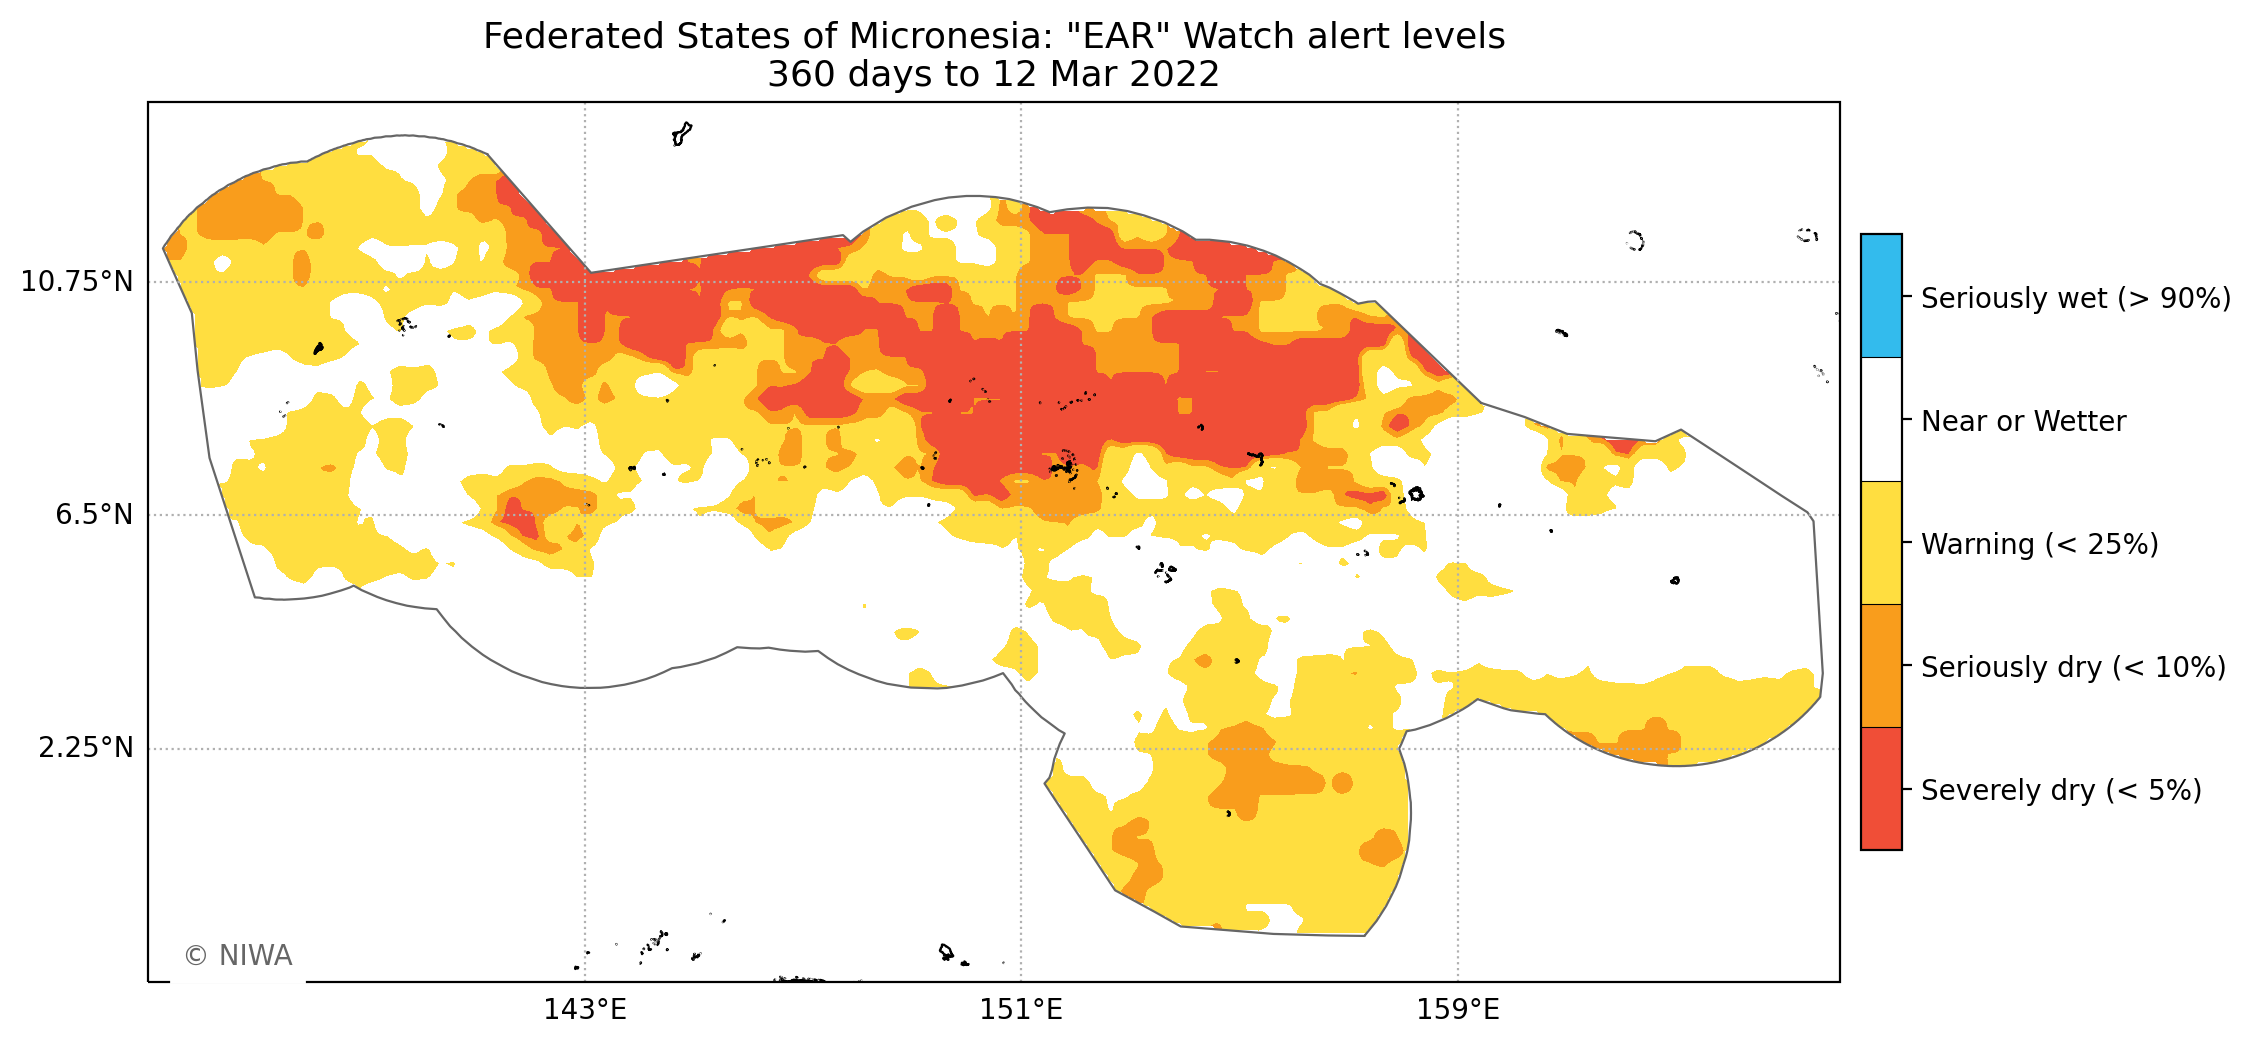 Federated States of Micronesia: "EAR" Watch alert levels
360 days to 12 Mar 2022
10.75°N
6.5°N
2.25°N
143°E
151°E
159°E
© NIWA
Seriously wet (> 90%)
Near or Wetter
Warning (< 25%)
Seriously dry (< 10%)
Severely dry (< 5%)